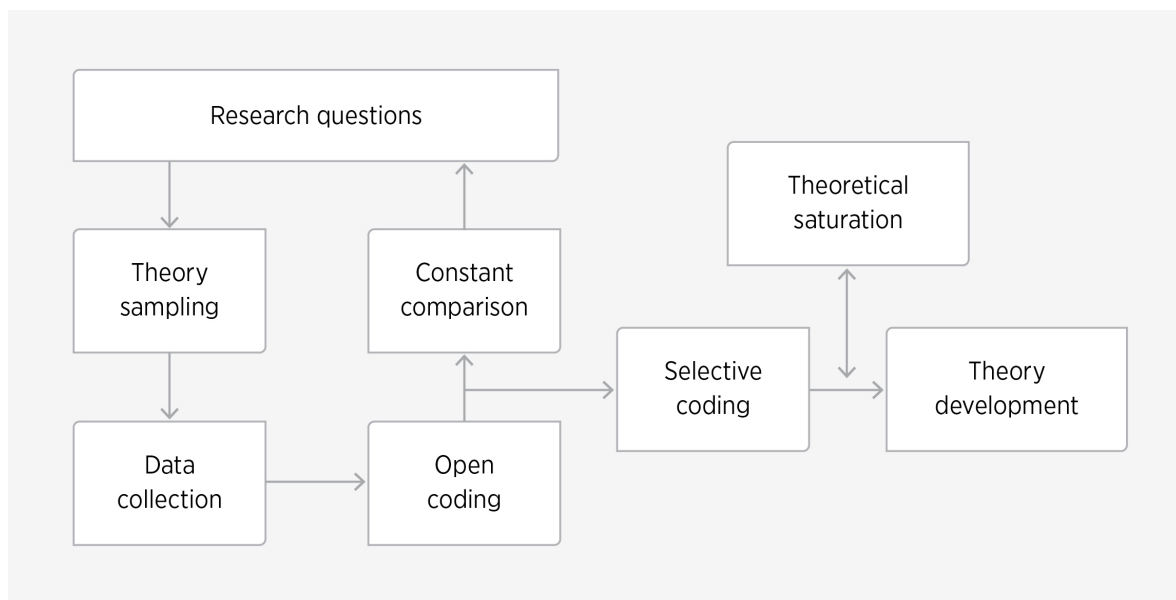 Research questions
Theory
sampling
Constant
comparison
Data
collection
Open
coding
Selective
coding
Theoretical
saturation
Theory
development